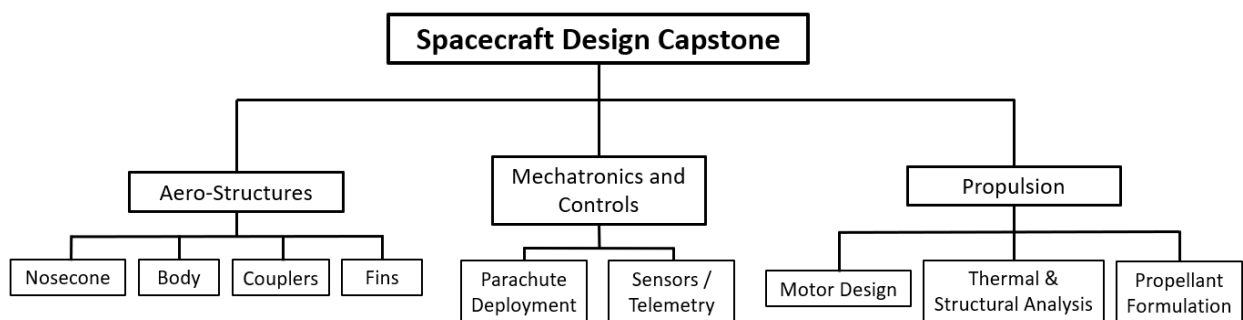 Spacecraft Design Capstone
Aero-Structures
Mechatronics and
Controls
Propulsion
Nosecone
Body
Couplers
Fins
Parachute
Deployment
Sensors /
Telemetry
Motor Design
Thermal &
Structural Analysis
Propellant
Formulation